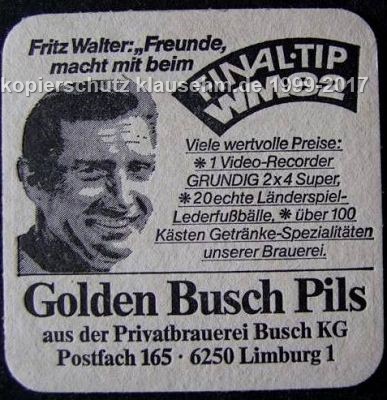 Fritz Walter: „Freunde,
macht mit beim
FINAL-TIP
WM 82
kopierschutz klausehm.de 1999-2017
Viele wertvolle Preise:
✱ 1 Video-Recorder
GRUNDIG 2x4 Super,
✱ 20 echte Länderspiel-
Lederfußbälle, ✱ über 100
Kästen Getränke-Spezialitäten
unserer Brauerei.
Golden Busch Pils
aus der Privatbrauerei Busch KG
Postfach 165 · 6250 Limburg 1